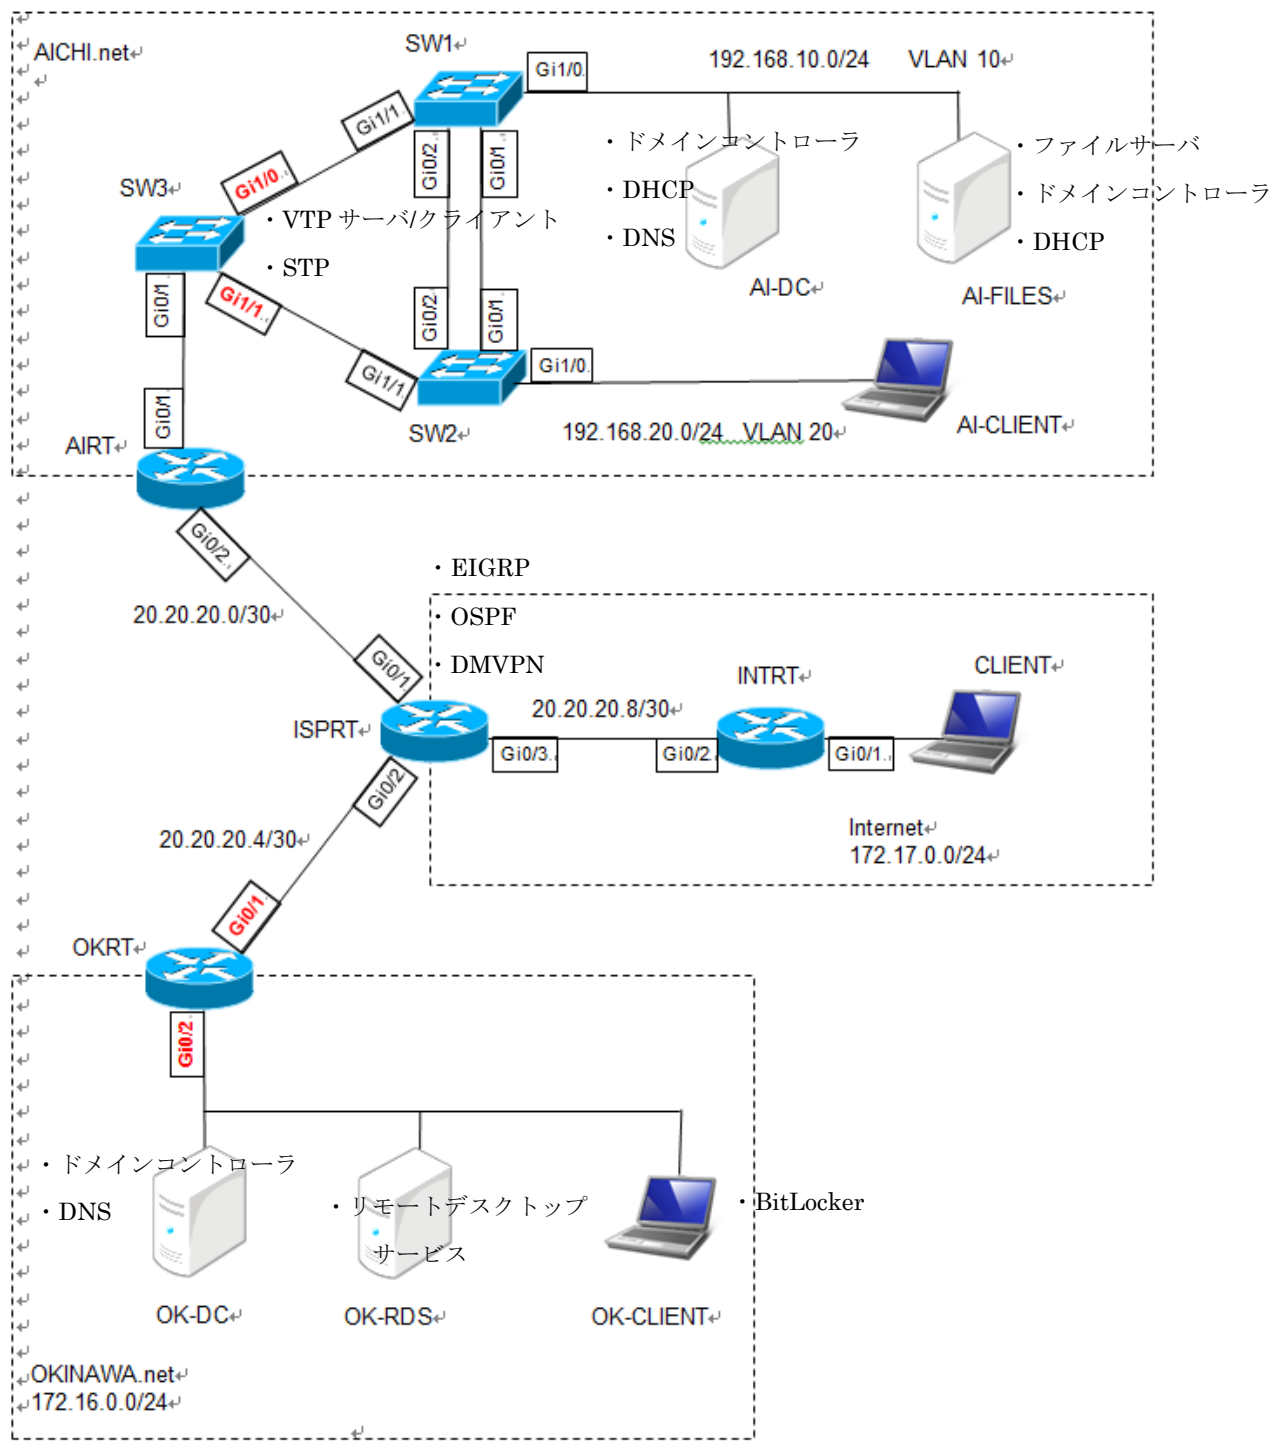 AICHI.net
SW1
Gi1/0.
192.168.10.0/24 VLAN 10
Gi1/1.
Gi0/2.
Gi0/1.
・ドメインコントローラ
・DHCP
・DNS
AI-DC
・ファイルサーバ
・ドメインコントローラ
・DHCP
AI-FILES
SW3
Gi1/0.
・VTP サーバ/クライアント
・STP
Gi0/1.
Gi1/1.
Gi0/2.
Gi0/1.
Gi1/1.
Gi1/0.
SW2
192.168.20.0/24 VLAN 20
AI-CLIENT
Gi0/1.
AIRT
Gi0/2.
20.20.20.0/30
・EIGRP
・OSPF
・DMVPN
Gi0/1.
ISPRT
20.20.20.8/30
Gi0/3.
Gi0/2.
INTRT
Gi0/1.
CLIENT
Internet
172.17.0.0/24
Gi0/2
20.20.20.4/30
Gi0/1.
OKRT
Gi0/2.
・ドメインコントローラ
・DNS
OK-DC
・リモートデスクトップ
サービス
OK-RDS
・BitLocker
OK-CLIENT
OKINAWA.net
172.16.0.0/24